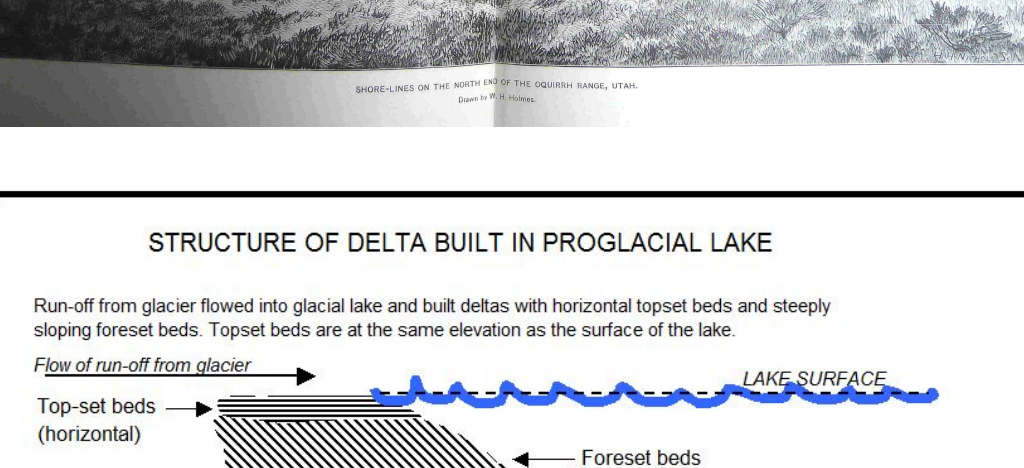 SHORE-LINES ON THE NORTH END OF THE OQUIRRH RANGE, UTAH.
Drawn by W. H. Holmes.
STRUCTURE OF DELTA BUILT IN PROGLACIAL LAKE
Run-off from glacier flowed into glacial lake and built deltas with horizontal topset beds and steeply
sloping foreset beds. Topset beds are at the same elevation as the surface of the lake.
Flow of run-off from glacier
LAKE SURFACE
Top-set beds
(horizontal)
Foreset beds